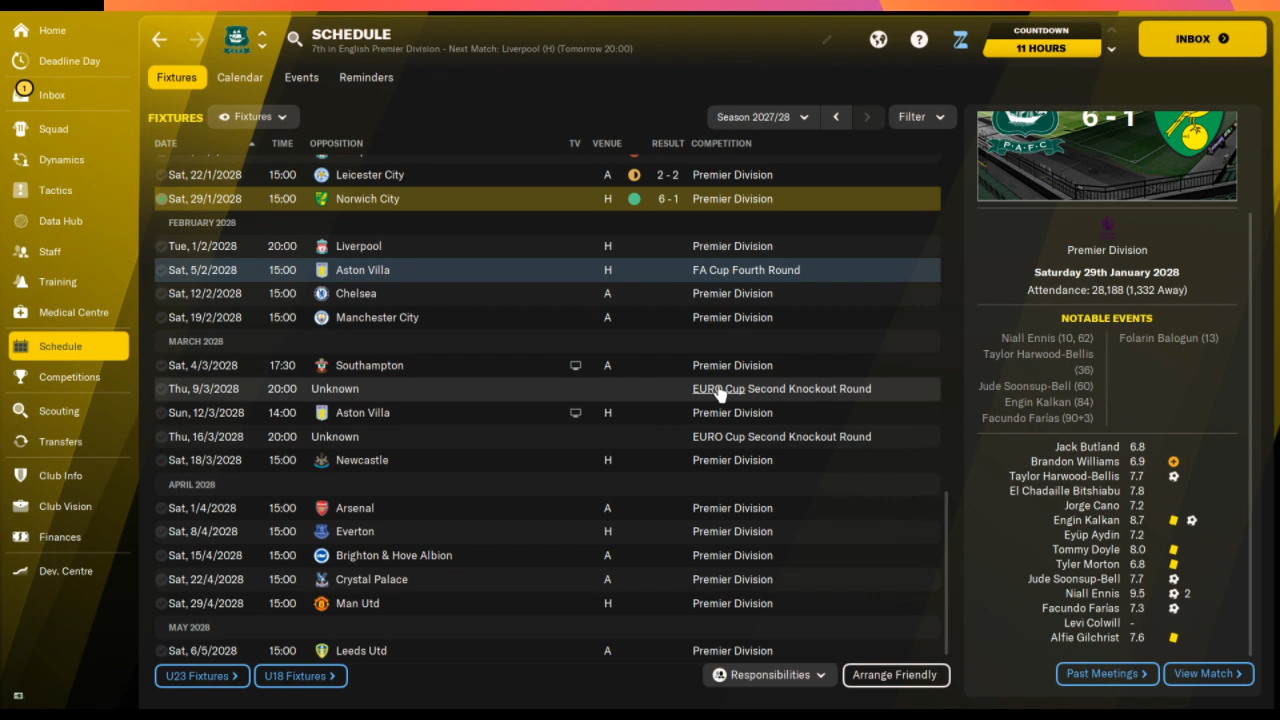 Home
Deadline Day
1
Inbox
Squad
Dynamics
Tactics
Data Hub
Staff
Training
Medical Centre
Schedule
Competitions
Scouting
Transfers
Club Info
Club Vision
Finances
Dev. Centre
SCHEDULE
7th in English Premier Division - Next Match: Liverpool (H) (Tomorrow 20:00)
COUNTDOWN
11 HOURS
INBOX
Fixtures Calendar Events Reminders
FIXTURES Fixtures Season 2027/28 Filter
DATE TIME OPPOSITION TV VENUE RESULT COMPETITION
Sat, 22/1/2028 15:00 Leicester City A 2 - 2 Premier Division
Sat, 29/1/2028 15:00 Norwich City H 6 - 1 Premier Division
FEBRUARY 2028
Tue, 1/2/2028 20:00 Liverpool H Premier Division
Sat, 5/2/2028 15:00 Aston Villa H FA Cup Fourth Round
Sat, 12/2/2028 15:00 Chelsea A Premier Division
Sat, 19/2/2028 15:00 Manchester City A Premier Division
MARCH 2028
Sat, 4/3/2028 17:30 Southampton A Premier Division
Thu, 9/3/2028 20:00 Unknown EURO Cup Second Knockout Round
Sun, 12/3/2028 14:00 Aston Villa H Premier Division
Thu, 16/3/2028 20:00 Unknown EURO Cup Second Knockout Round
Sat, 18/3/2028 15:00 Newcastle H Premier Division
APRIL 2028
Sat, 1/4/2028 15:00 Arsenal A Premier Division
Sat, 8/4/2028 15:00 Everton H Premier Division
Sat, 15/4/2028 15:00 Brighton & Hove Albion A Premier Division
Sat, 22/4/2028 15:00 Crystal Palace A Premier Division
Sat, 29/4/2028 15:00 Man Utd H Premier Division
MAY 2028
Sat, 6/5/2028 15:00 Leeds Utd A Premier Division
U23 Fixtures U18 Fixtures Responsibilities Arrange Friendly
6 - 1
P.A.F.C
Premier Division
Saturday 29th January 2028
Attendance: 28,188 (1,332 Away)
NOTABLE EVENTS
Niall Ennis (10, 62) Folarin Balogun (13)
Taylor Harwood-Bellis
(36)
Jude Soonsup-Bell (60)
Engin Kalkan (84)
Facundo Farías (90+3)
Jack Butland 6.8
Brandon Williams 6.9
Taylor Harwood-Bellis 7.7
El Chadaille Bitshiabu 7.8
Jorge Cano 7.2
Engin Kalkan 8.7
Eyüp Aydin 7.2
Tommy Doyle 8.0
Tyler Morton 6.8
Jude Soonsup-Bell 7.7
Niall Ennis 9.5 2
Facundo Farías 7.3
Levi Colwill -
Alfie Gilchrist 7.6
Past Meetings View Match